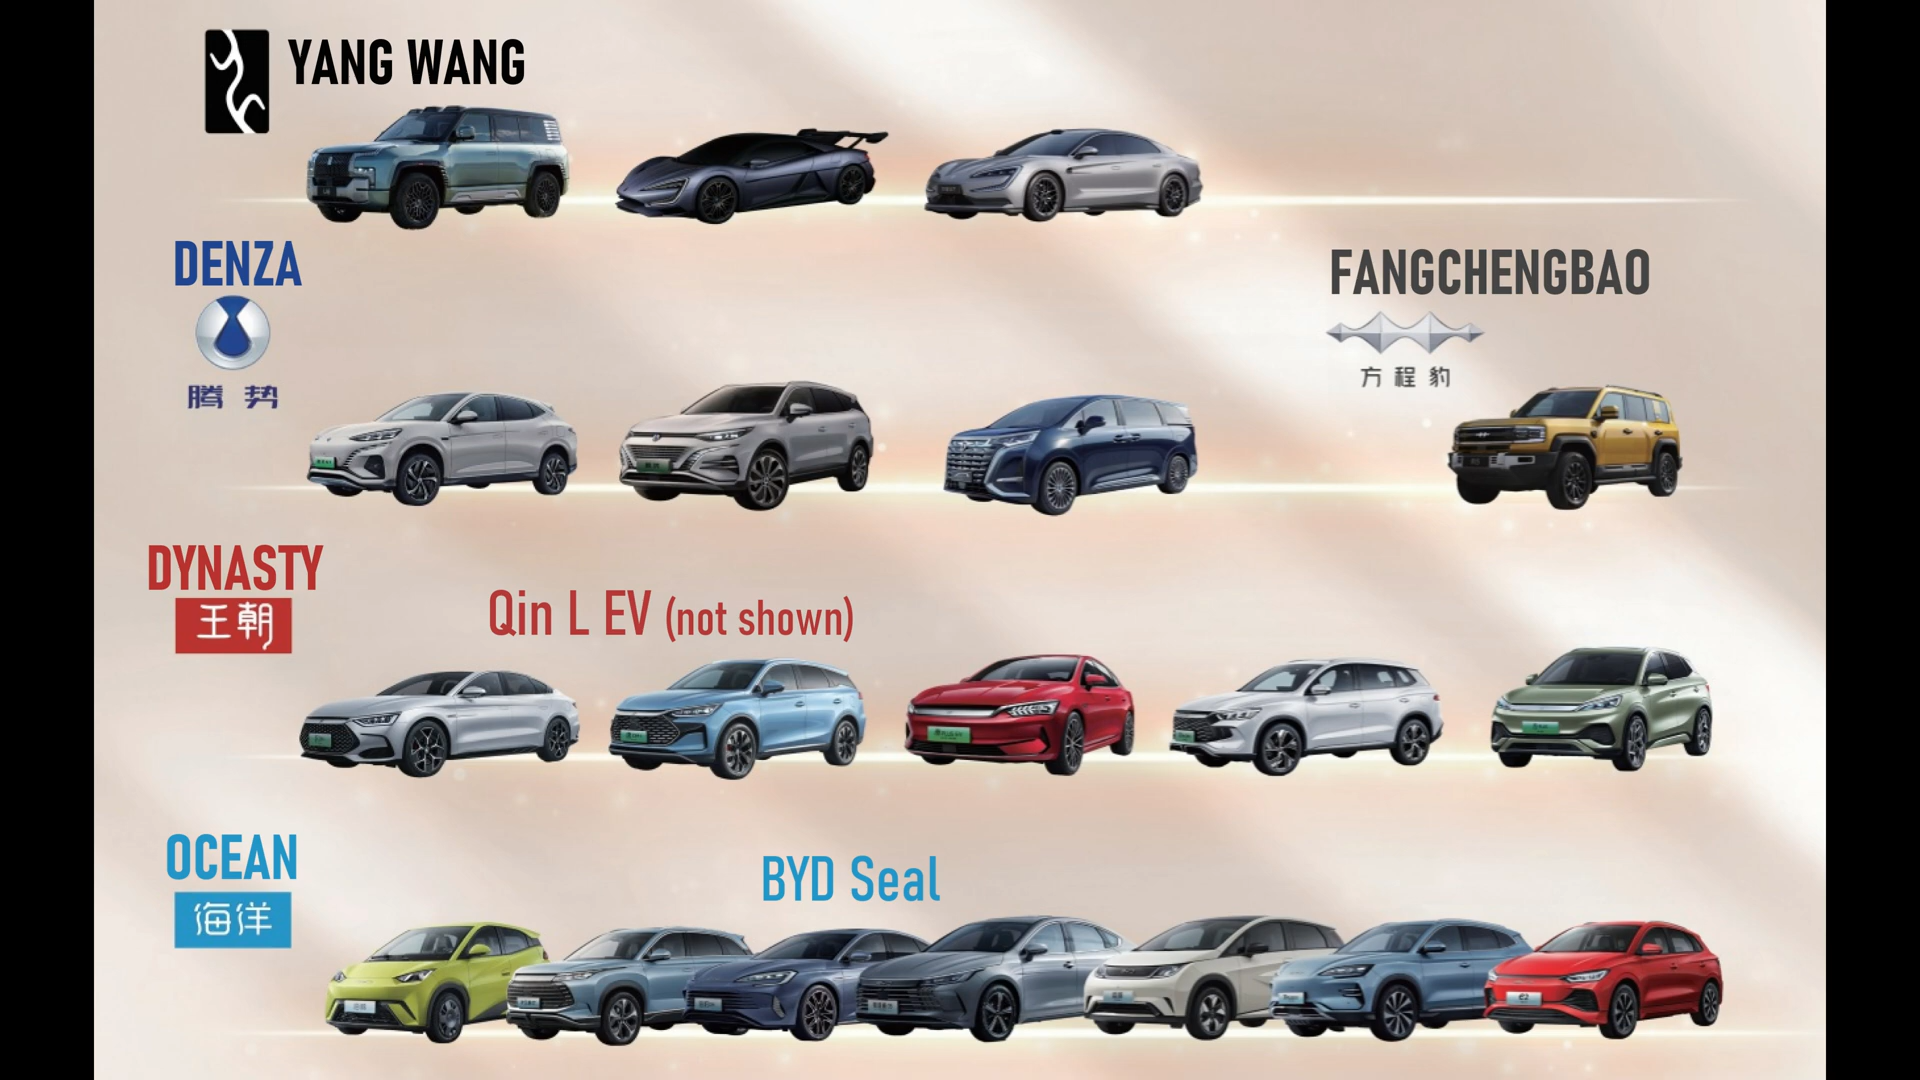 YANG WANG
DENZA
腾势
FANGCHENGBAO
方程豹
DYNASTY
王朝
Qin L EV (not shown)
OCEAN
海洋
BYD Seal
e2